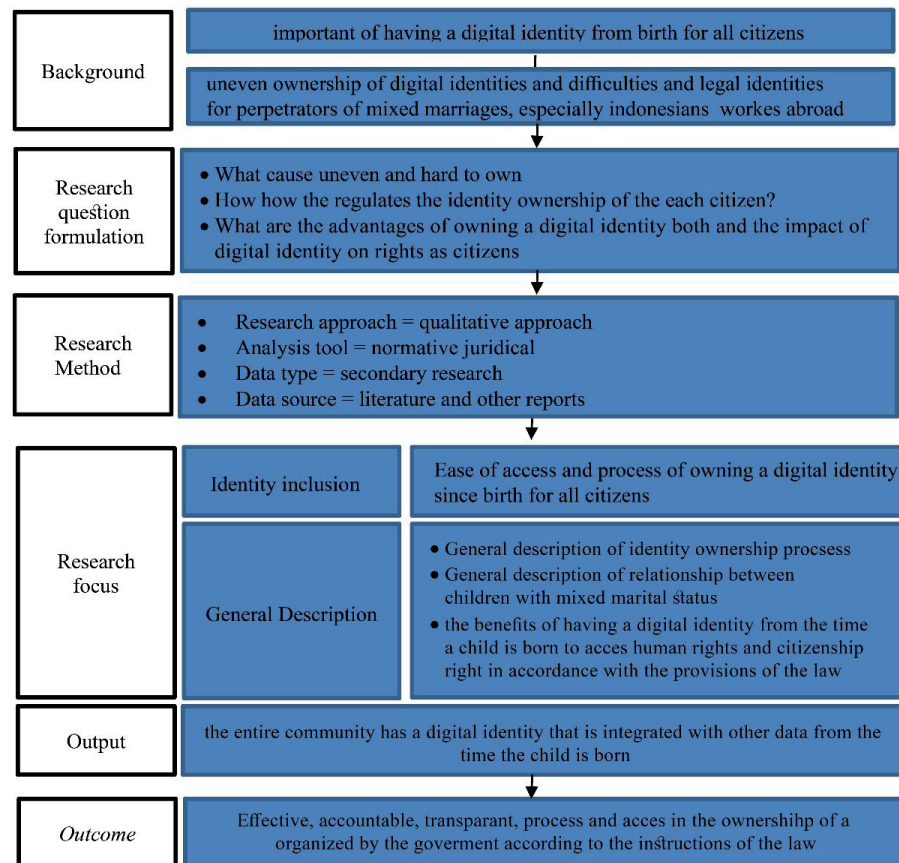 important of having a digital identity from birth for all citizens
Background
uneven ownership of digital identities and difficulties and legal identities
for perpetrators of mixed marriages, especially indonesians workes abroad
Research
question
formulation
• What cause uneven and hard to own
• How how the regulates the identity ownership of the each citizen?
• What are the advantages of owning a digital identity both and the impact of
digital identity on rights as citizens
Research
Method
• Research approach = qualitative approach
• Analysis tool = normative juridical
• Data type = secondary research
• Data source = literature and other reports
Research
focus
Identity inclusion
Ease of access and process of owning a digital identity
since birth for all citizens
General Description
• General description of identity ownership procsess
• General description of relationship between
children with mixed marital status
• the benefits of having a digital identity from the time
a child is born to acces human rights and citizenship
right in accordance with the provisions of the law
Output
the entire community has a digital identity that is integrated with other data from the
time the child is born
Outcome
Effective, accountable, transparant, process and acces in the ownershihp of a
organized by the goverment according to the instructions of the law